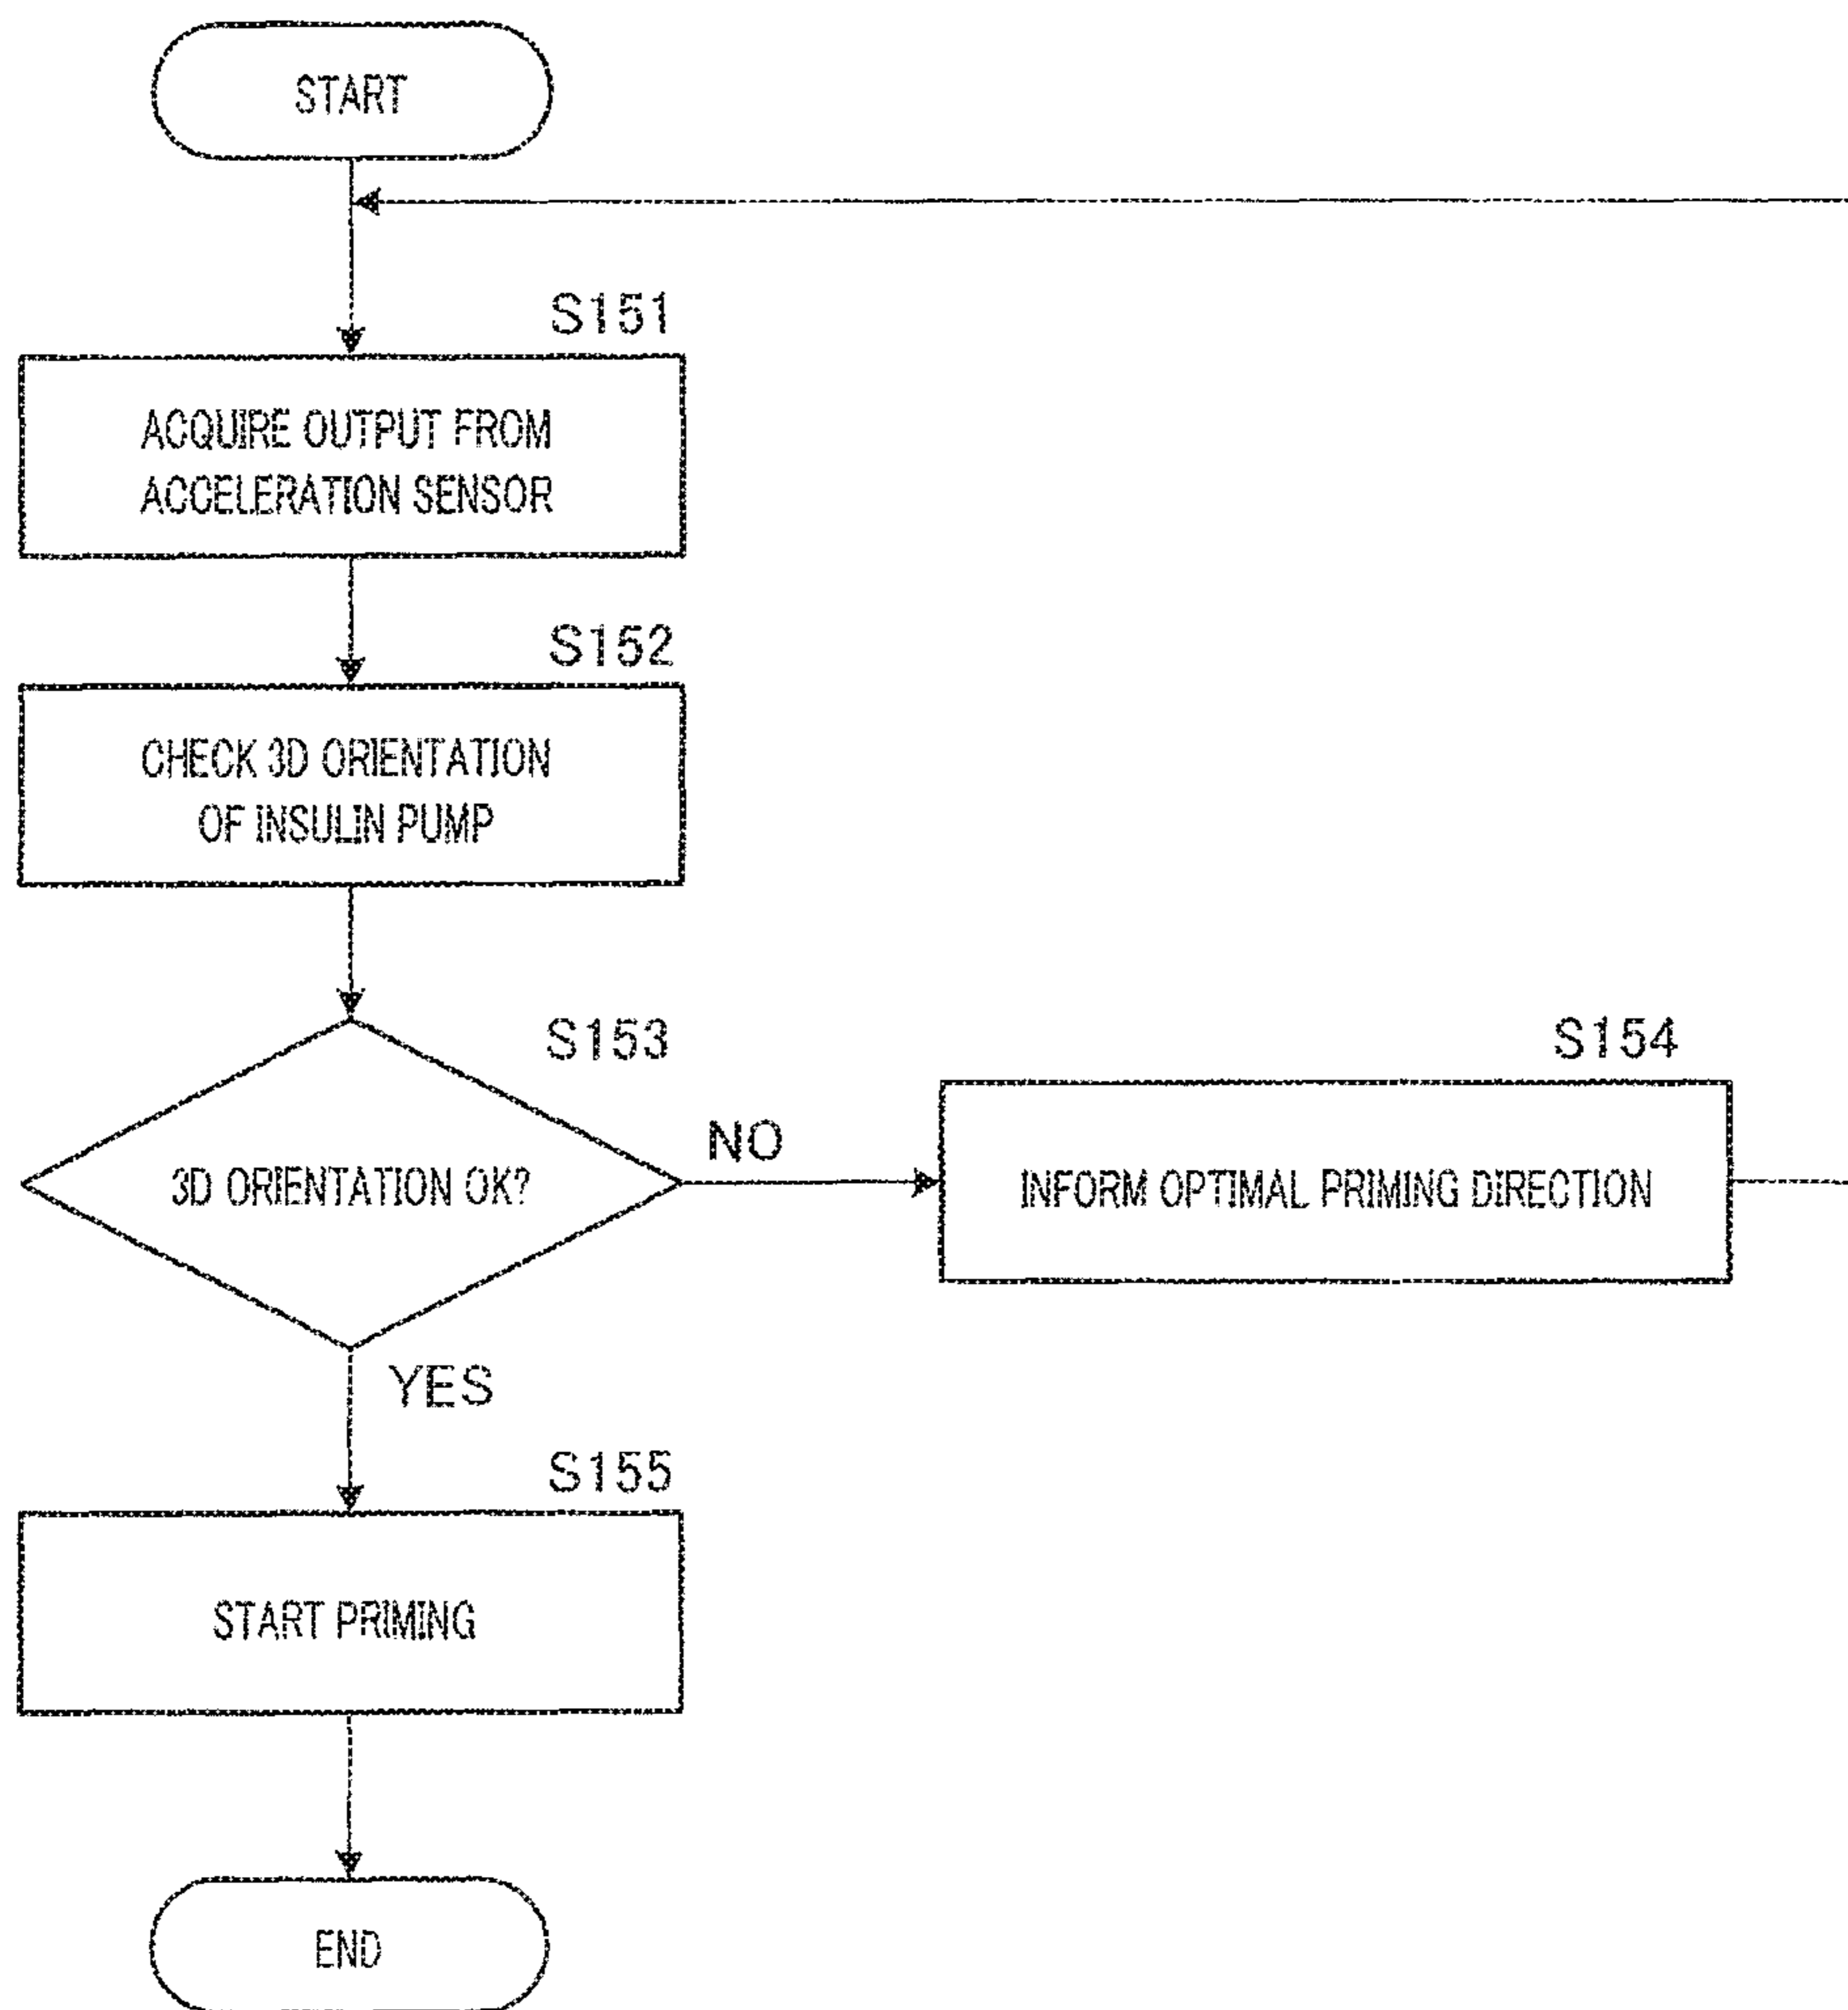 START
S151
ACQUIRE OUTPUT FROM
ACCELERATION SENSOR
S152
CHECK 3D ORIENTATION
OF INSULIN PUMP
S153
3D ORIENTATION OK?
NO
S154
INFORM OPTIMAL PRIMING DIRECTION
YES
S155
START PRIMING
END